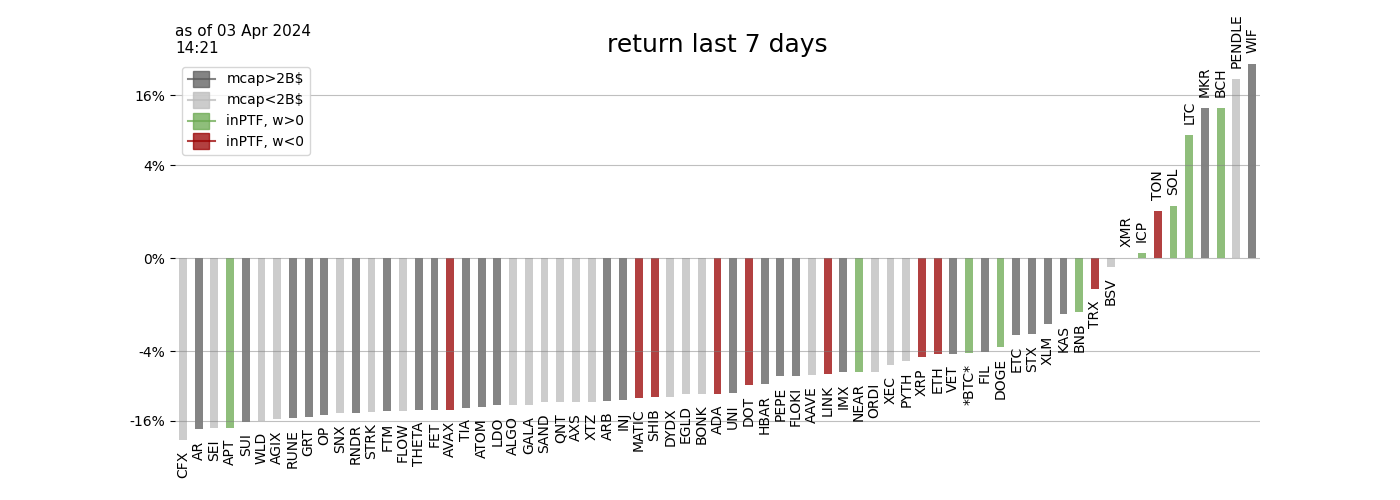 as of 03 Apr 2024
14:21
return last 7 days
mcap>2B$
mcap<2B$
inPTF, w>0
inPTF, w<0
16%
4%
0%
-4%
-16%
CFX
AR
SEI
APT
SUI
WLD
AGIX
RUNE
GRT
OP
SNX
RNDR
STRK
FTM
FLOW
THETA
FET
AVAX
TIA
ATOM
LDO
ALGO
GALA
SAND
QNT
AXS
XTZ
ARB
INJ
MATIC
SHIB
DYDX
EGLD
BONK
ADA
UNI
DOT
HBAR
PEPE
FLOKI
AAVE
LINK
IMX
NEAR
ORDI
XEC
PYTH
XRP
ETH
VET
*BTC*
FIL
DOGE
ETC
STX
XLM
KAS
BNB
TRX
BSV
XMR
ICP
TON
SOL
LTC
MKR
BCH
PENDLE
WIF